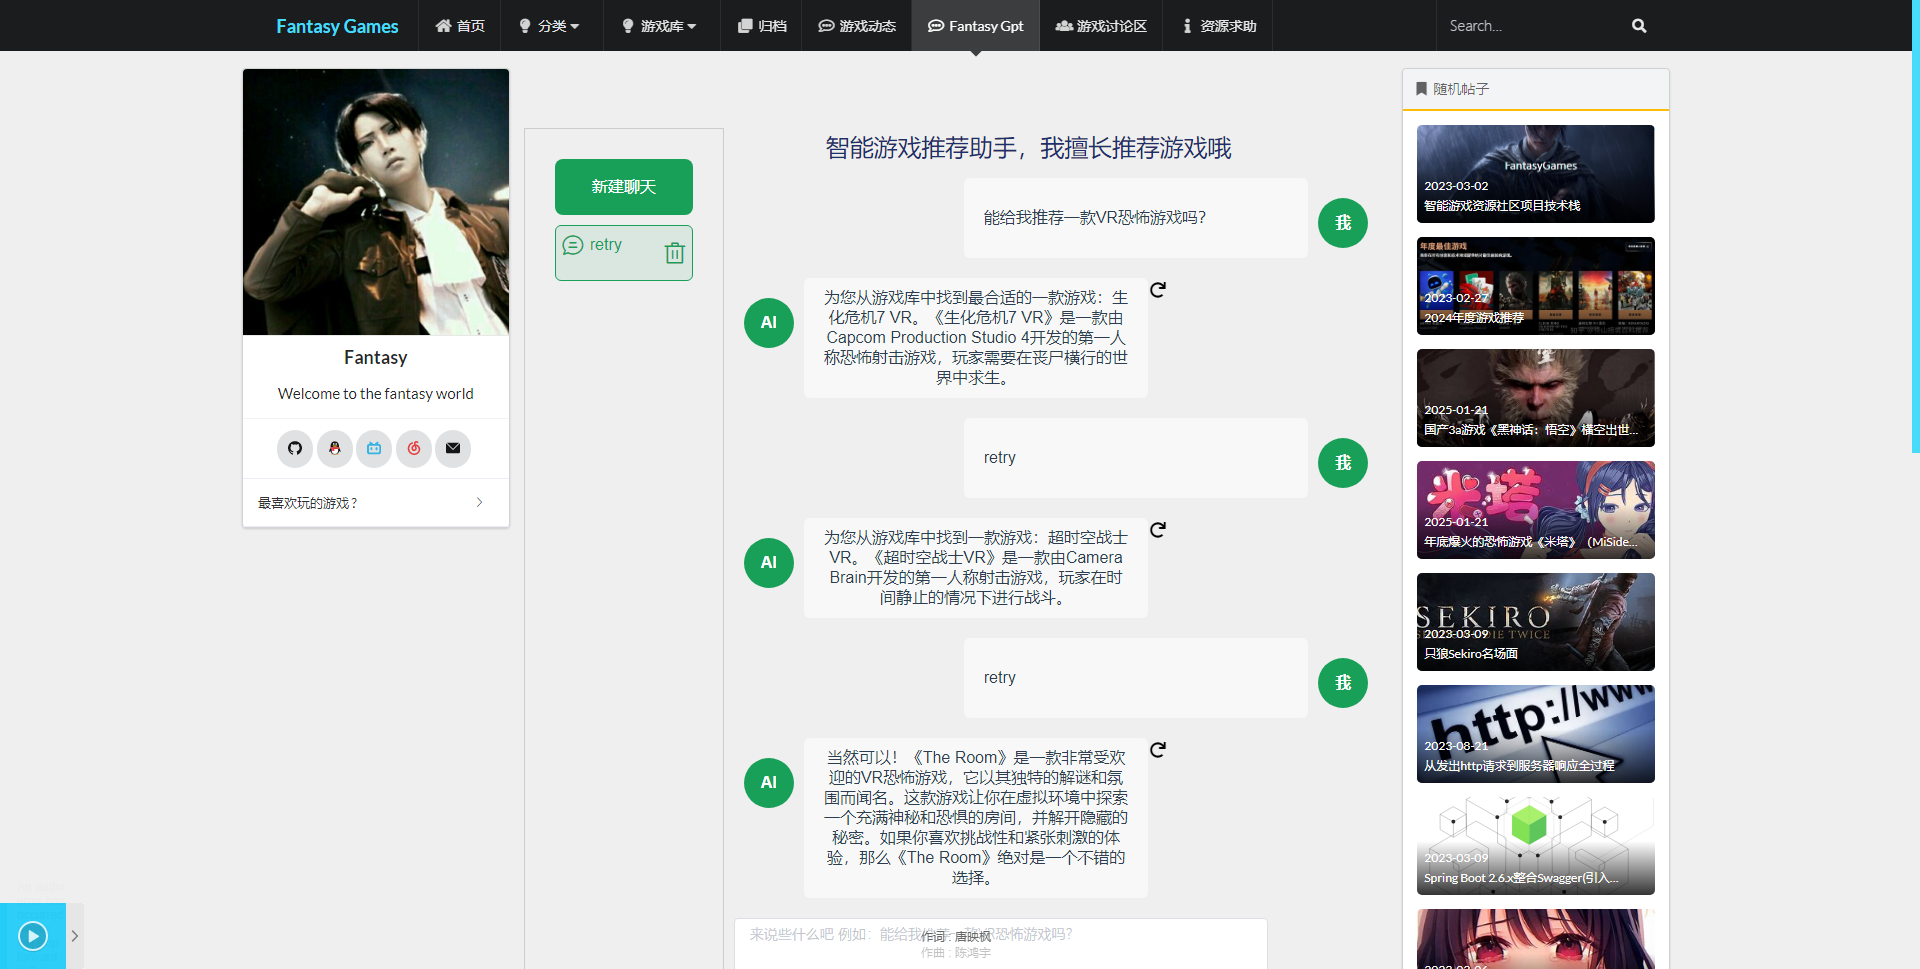 Fantasy Games
首页
分类
游戏库
归档
游戏动态
Fantasy Gpt
游戏讨论区
资源求助
Search...
Fantasy
Welcome to the fantasy world
最喜欢玩的游戏？
新建聊天
retry
智能游戏推荐助手，我擅长推荐游戏哦
能给我推荐一款VR恐怖游戏吗？
我
AI
为您从游戏库中找到最合适的一款游戏：生
化危机7 VR。《生化危机7 VR》是一款由
Capcom Production Studio 4开发的第一人
称恐怖射击游戏，玩家需要在丧尸横行的世
界中求生。
retry
我
AI
为您从游戏库中找到一款游戏：超时空战士
VR。《超时空战士VR》是一款由Camera
Brain开发的第一人称射击游戏，玩家在时
间静止的情况下进行战斗。
retry
我
AI
当然可以！《The Room》是一款非常受欢
迎的VR恐怖游戏，它以其独特的解谜和氛
围而闻名。这款游戏让你在虚拟环境中探索
一个充满神秘和恐惧的房间，并解开隐藏的
秘密。如果你喜欢挑战性和紧张刺激的体
验，那么《The Room》绝对是一个不错的
选择。
来说些什么吧 例如：能给我推荐一款VR恐怖游戏吗？
作词 : 唐映枫
作曲 : 陈鸿宇
随机帖子
FantasyGames
2023-03-02
智能游戏资源社区项目技术栈
年度最佳游戏
2023-02-27
2024年度游戏推荐
2025-01-21
国产3a游戏《黑神话：悟空》横空出世...
米塔
2025-01-21
年底爆火的恐怖游戏《米塔》（MiSide...
SEKIRO
2023-03-09
只狼Sekiro名场面
http://www
2023-08-21
从发出http请求到服务器响应全过程
2023-03-09
Spring Boot 2.6.x整合Swagger(引入...